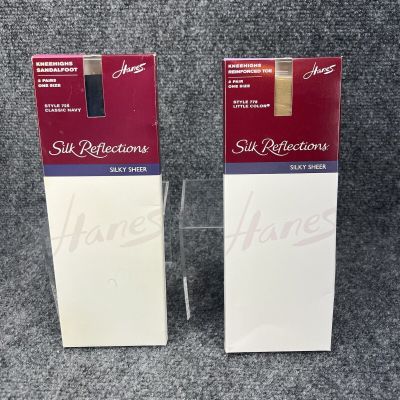 KNEEHIGHS
SANDALFOOT
2 PAIRS
ONE SIZE
Hanes
STYLE 725
CLASSIC NAVY
Silk Reflections
SILKY SHEER
Hanes
KNEEHIGHS
REINFORCED TOE
2 PAIR
ONE SIZE
Hanes
STYLE 775
LITTLE COLOR®
Silk Reflections
SILKY SHEER
Hanes